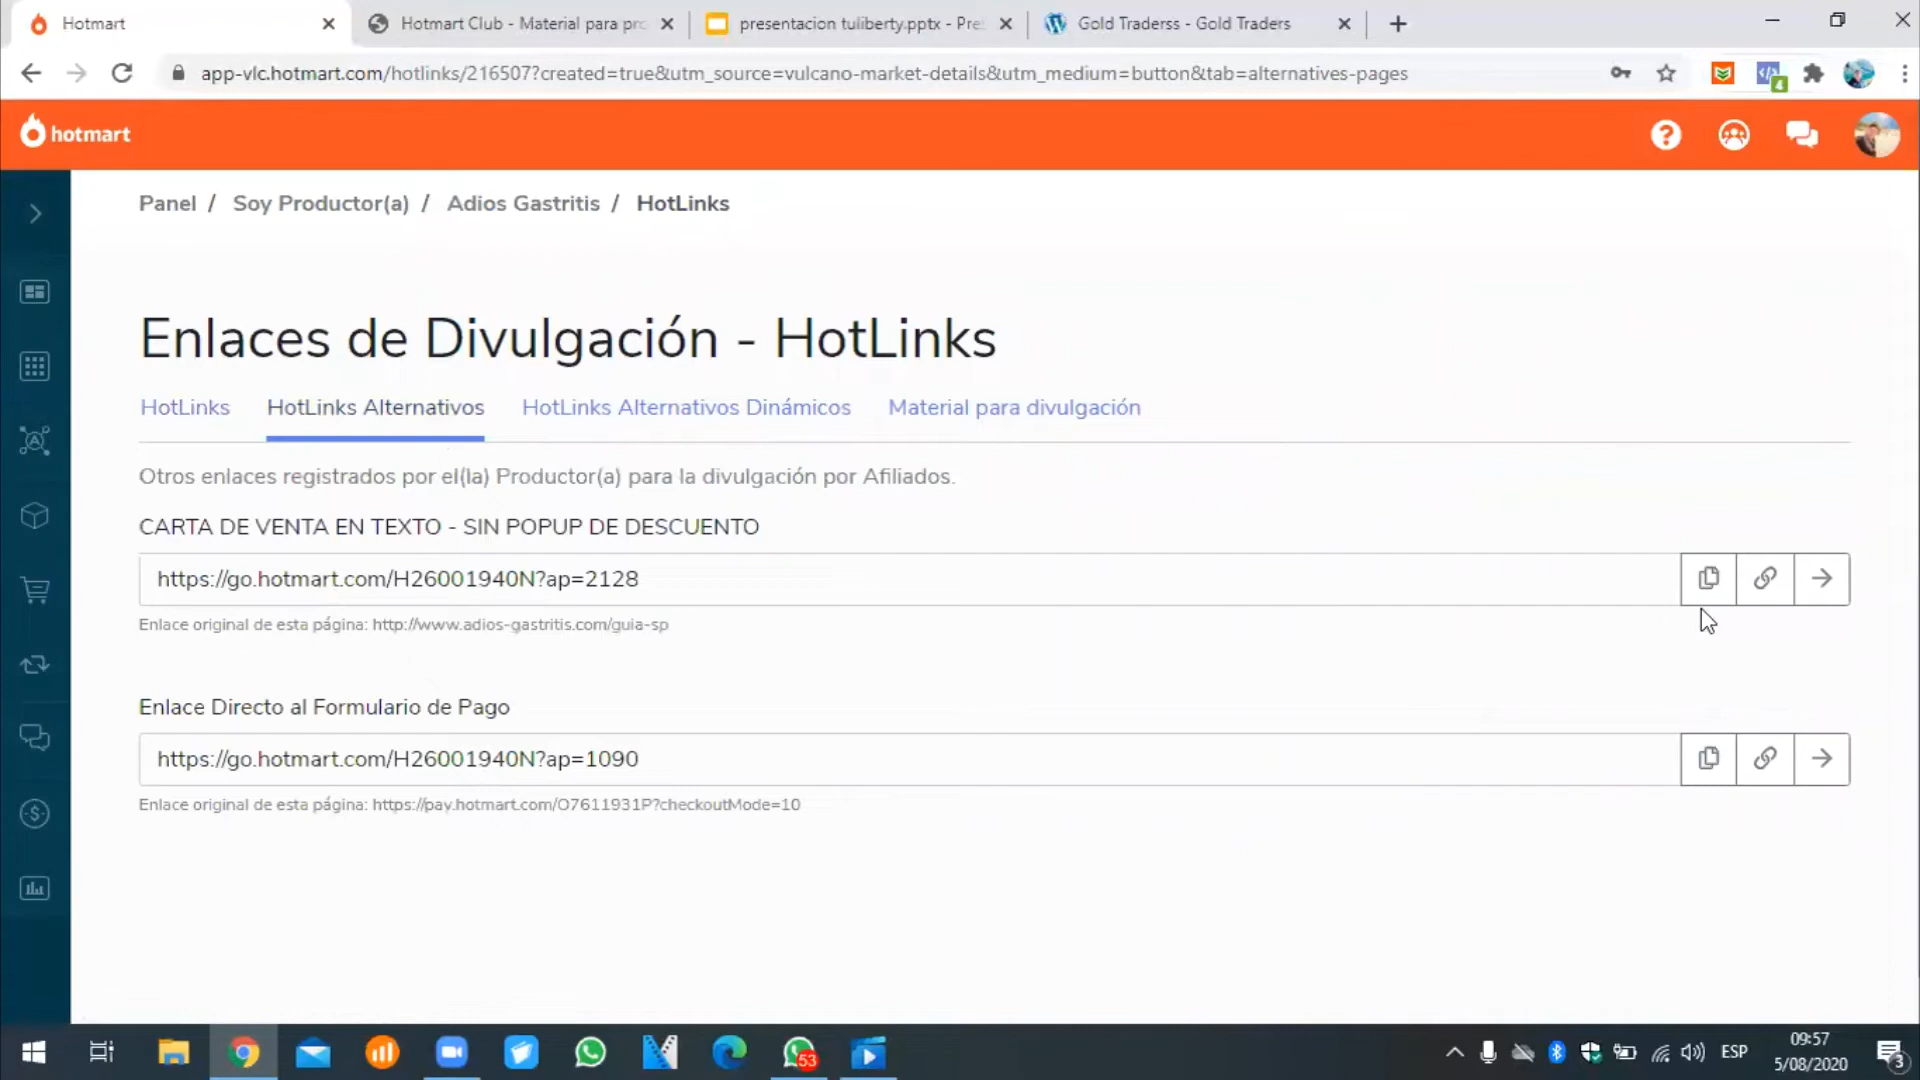 Hotmart
Hotmart Club - Material para pro
presentacion tuliberty.pptx - Pre
Gold Traderss - Gold Traders
app-vlc.hotmart.com/hotlinks/216507?created=true&utm_source=vulcano-market-details&utm_medium=button&tab=alternatives-pages
4
hotmart
Panel / Soy Productor(a) / Adios Gastritis / HotLinks
Enlaces de Divulgación - HotLinks
HotLinks HotLinks Alternativos HotLinks Alternativos Dinámicos Material para divulgación
Otros enlaces registrados por el(la) Productor(a) para la divulgación por Afiliados.
CARTA DE VENTA EN TEXTO - SIN POPUP DE DESCUENTO
https://go.hotmart.com/H26001940N?ap=2128
Enlace original de esta página: http://www.adios-gastritis.com/guia-sp
Enlace Directo al Formulario de Pago
https://go.hotmart.com/H26001940N?ap=1090
Enlace original de esta página: https://pay.hotmart.com/O7611931P?checkoutMode=10
53
ESP
09:57
5/08/2020
3